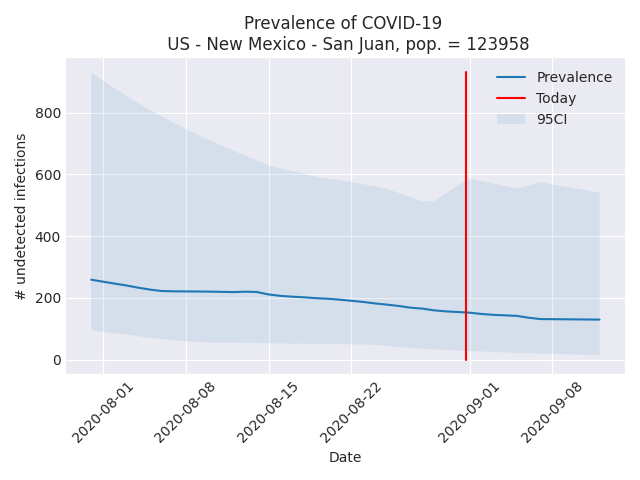 Prevalence of COVID-19
US - New Mexico - San Juan, pop. = 123958
Prevalence
Today
95CI
# undetected infections
800
600
400
200
0
2020-08-01
2020-08-08
2020-08-15
2020-08-22
2020-09-01
2020-09-08
Date